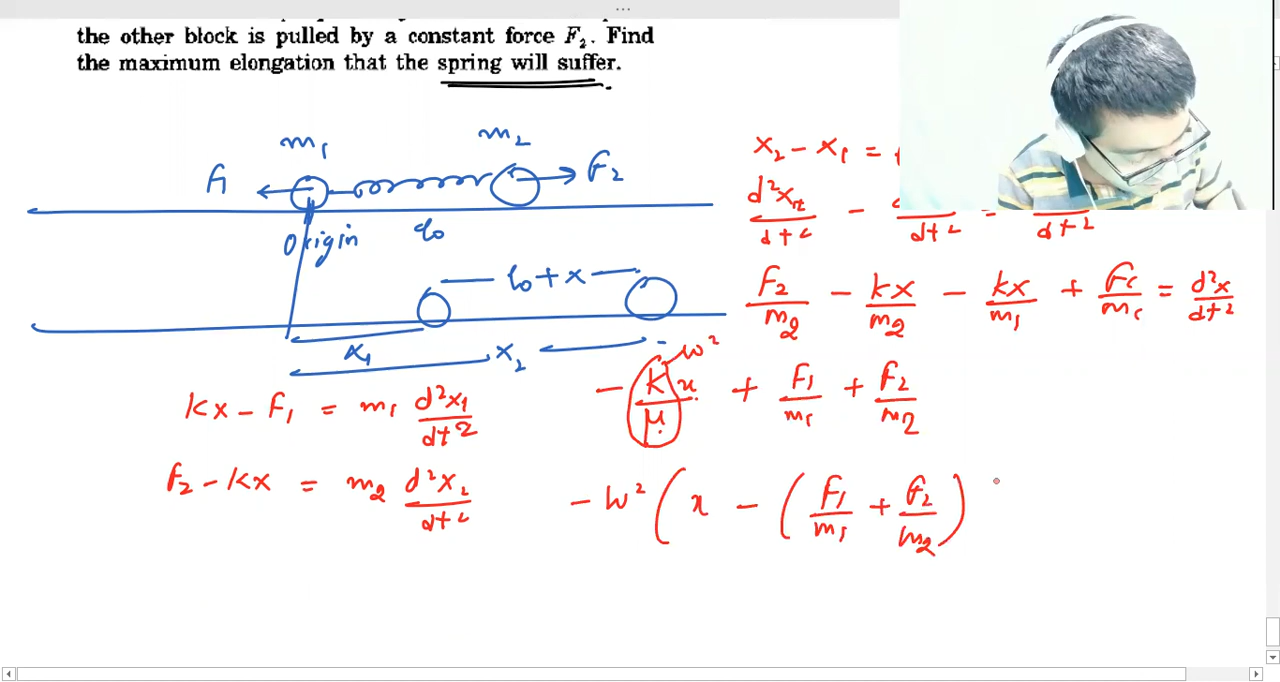 the other block is pulled by a constant force F₂. Find
the maximum elongation that the spring will suffer.
m₁ m₂
F₁ F₂
origin l₀
l₀ + x
x₁ x₂
kx - F₁ = m₁ d²x₁/dt²
F₂ - kx = m₂ d²x₂/dt²
x₂ - x₁ =
d²x₂/dt² - /dt² = /dt²
F₂/m₂ - kx/m₂ - kx/m₁ + F₁/m₁ = d²x/dt²
ω²
- k/μ x + F₁/m₁ + F₂/m₂
- ω² ( x - ( F₁/m₁ + F₂/m₂ )